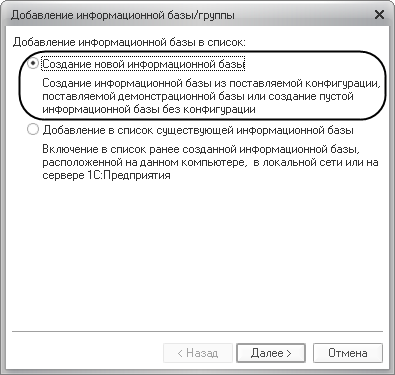 Добавление информационной базы/группы
Добавление информационной базы в список:
Создание новой информационной базы
Создание информационной базы из поставляемой конфигурации,
поставляемой демонстрационной базы или создание пустой
информационной базы без конфигурации
Добавление в список существующей информационной базы
Включение в список ранее созданной информационной базы,
расположенной на данном компьютере, в локальной сети или на
сервере 1С:Предприятия
< Назад
Далее >
Отмена